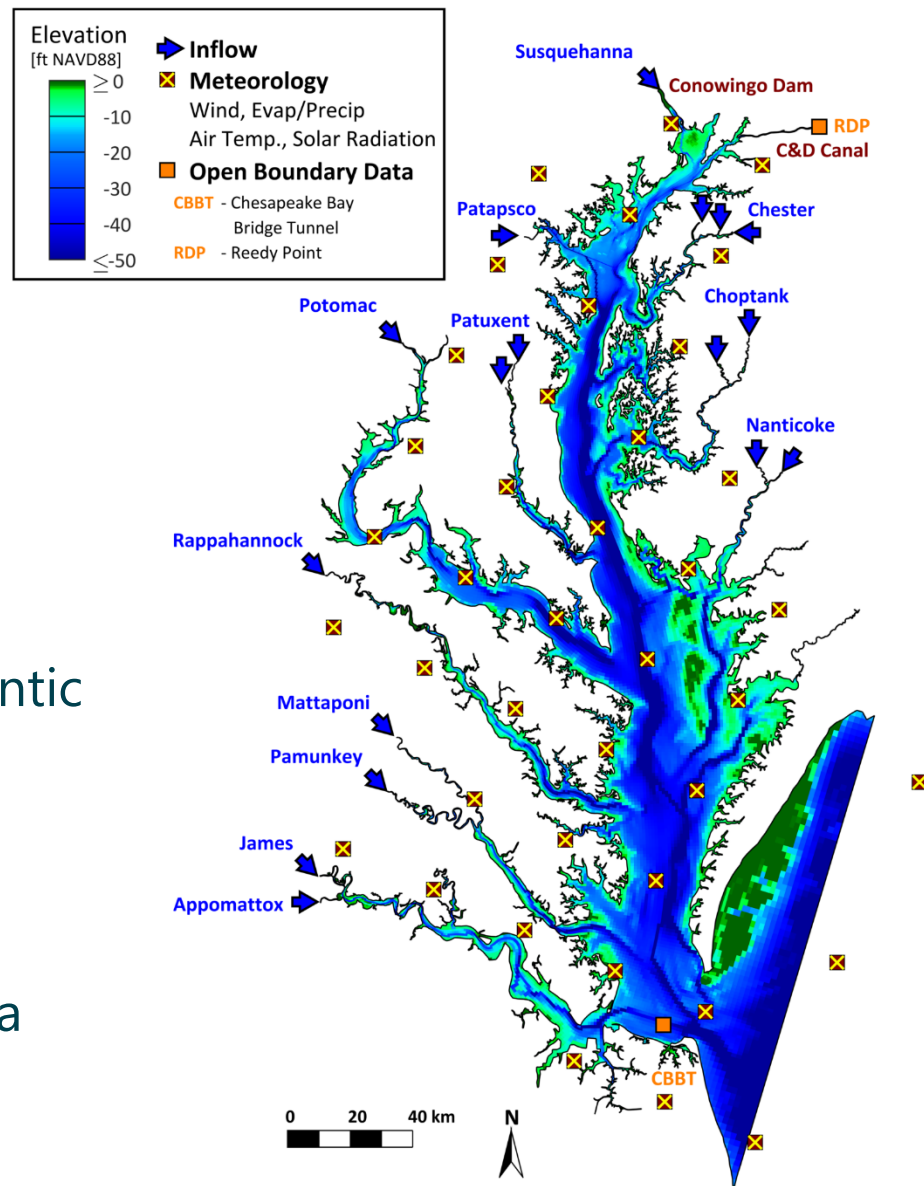 Elevation
[ft NAVD88]
≥ 0
-10
-20
-30
-40
≤-50
Inflow
Meteorology
Wind, Evap/Precip
Air Temp., Solar Radiation
Open Boundary Data
CBBT - Chesapeake Bay
Bridge Tunnel
RDP - Reedy Point
Susquehanna
Conowingo Dam
RDP
C&D Canal
Patapsco
Chester
Choptank
Potomac
Patuxent
Nanticoke
Rappahannock
ntic
Mattaponi
Pamunkey
James
Appomattox
a
CBBT
0 20 40 km
N